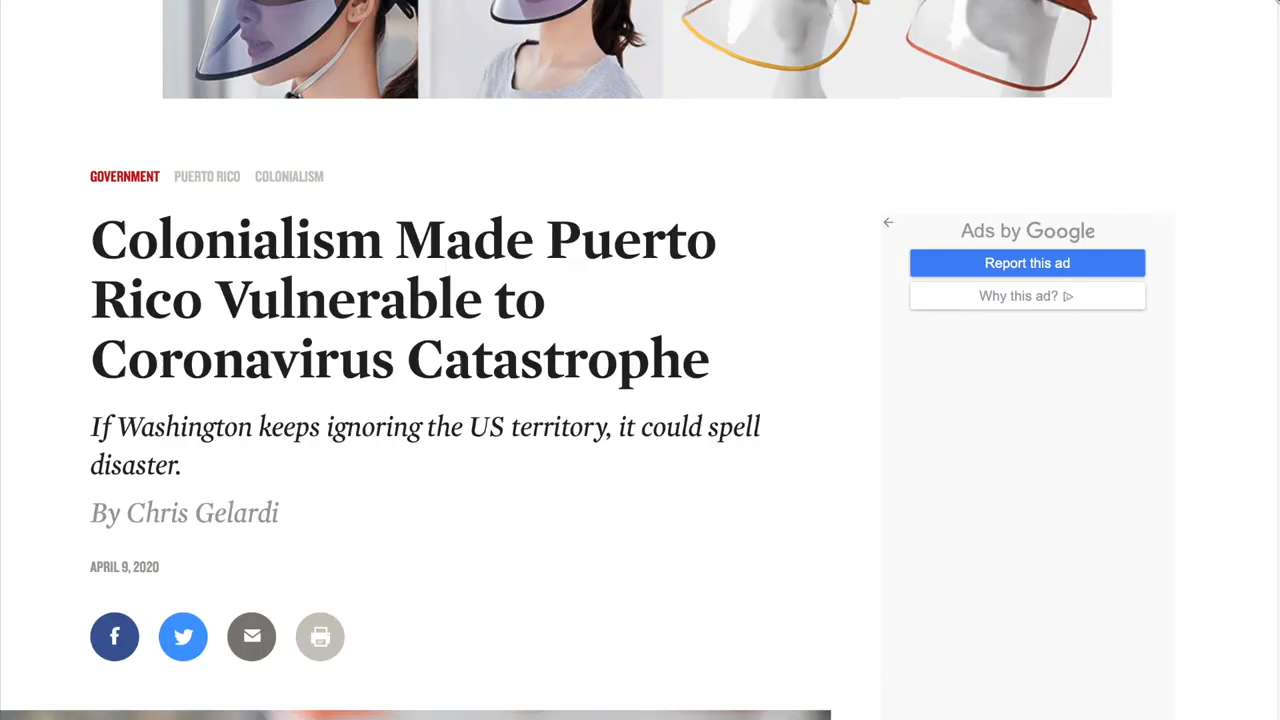 GOVERNMENT PUERTO RICO COLONIALISM
Colonialism Made Puerto
Rico Vulnerable to
Coronavirus Catastrophe
If Washington keeps ignoring the US territory, it could spell
disaster.
By Chris Gelardi
APRIL 9, 2020
Ads by Google
Report this ad
Why this ad?